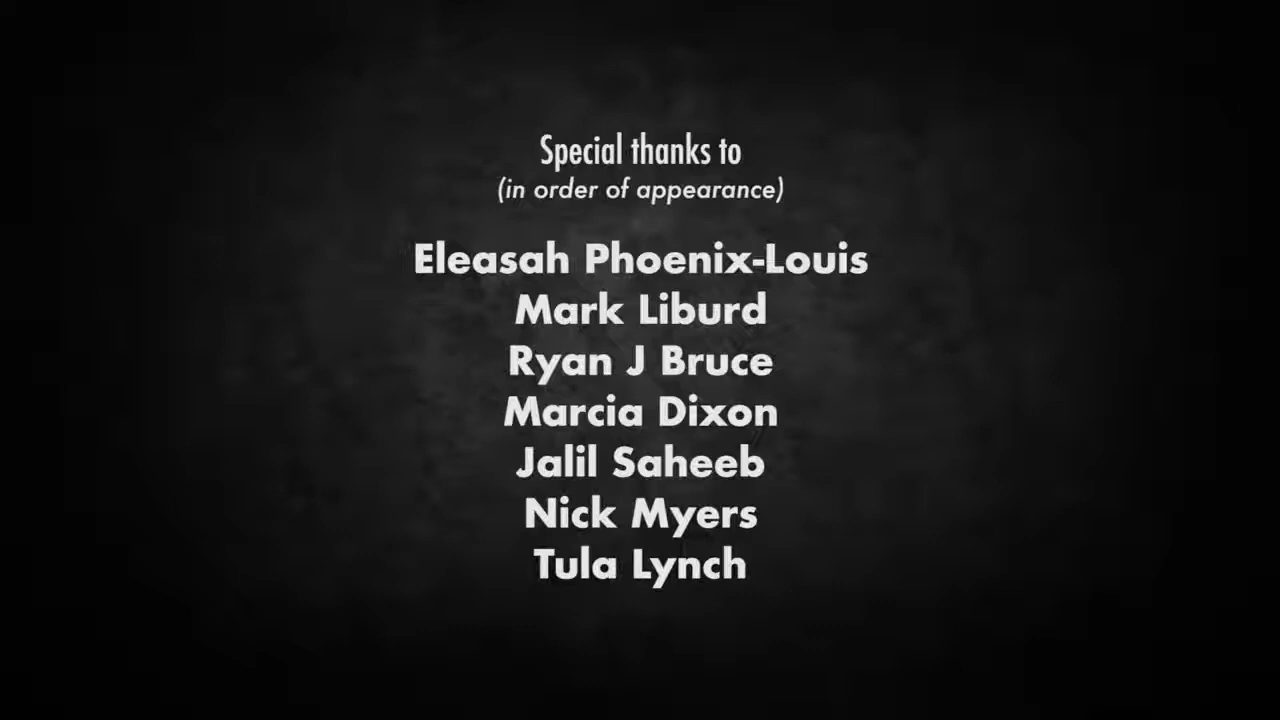 Special thanks to
(in order of appearance)
Eleasah Phoenix-Louis
Mark Liburd
Ryan J Bruce
Marcia Dixon
Jalil Saheeb
Nick Myers
Tula Lynch